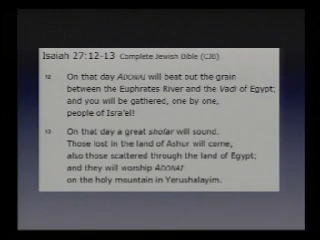 Isaiah 27:12-13 Complete Jewish Bible (CJB)
12 On that day ADONAI will beat out the grain
between the Euphrates River and the Vadi of Egypt;
and you will be gathered, one by one,
people of Isra'el!
13 On that day a great shofar will sound.
Those lost in the land of Ashur will come,
also those scattered through the land of Egypt;
and they will worship ADONAI
on the holy mountain in Yerushalayim.